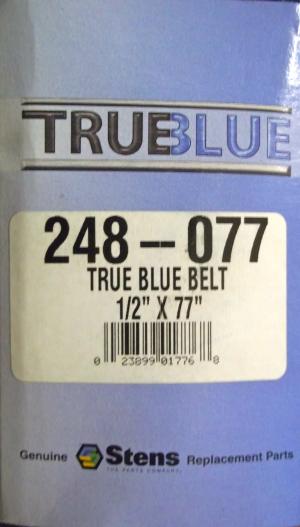 TRUEBLUE
248-077
TRUE BLUE BELT
1/2" X 77"
0 23899 01776 8
Genuine Stens Replacement Parts
THE PARTS COMPANY